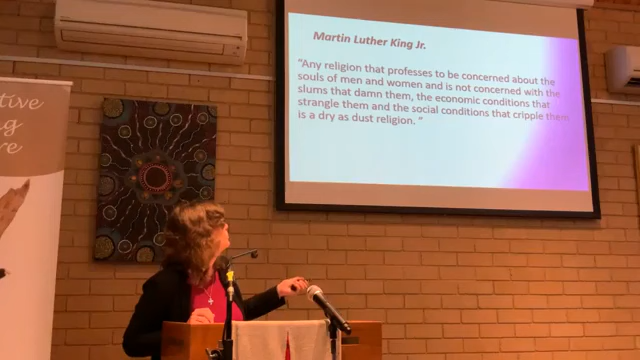 Martin Luther King Jr.
"Any religion that professes to be concerned about the
souls of men and women and is not concerned with the
slums that damn them, the economic conditions that
strangle them and the social conditions that cripple them
is a dry as dust religion. "